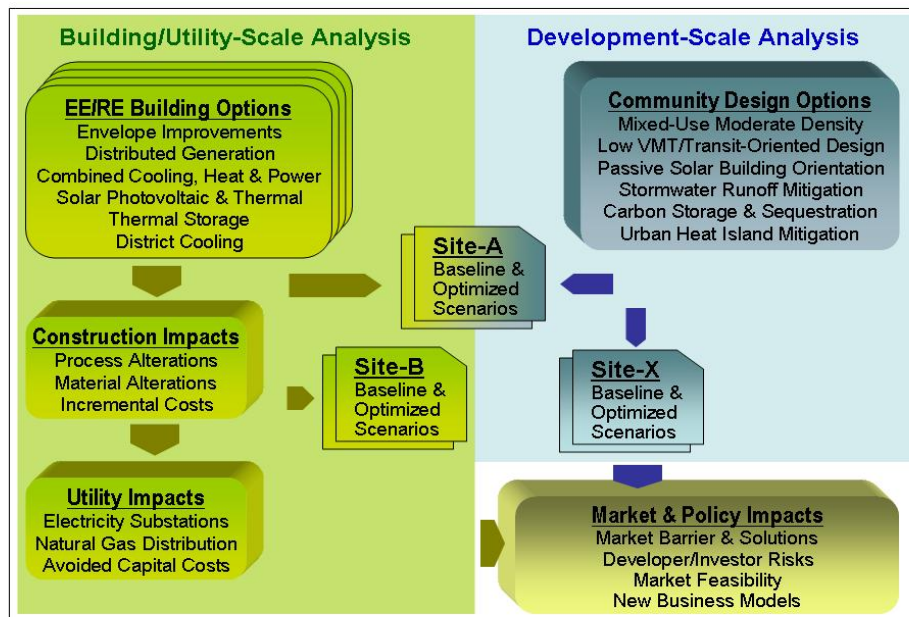 Building/Utility-Scale Analysis
EE/RE Building Options
Envelope Improvements
Distributed Generation
Combined Cooling, Heat & Power
Solar Photovoltaic & Thermal
Thermal Storage
District Cooling
Construction Impacts
Process Alterations
Material Alterations
Incremental Costs
Utility Impacts
Electricity Substations
Natural Gas Distribution
Avoided Capital Costs
Site-A
Baseline &
Optimized
Scenarios
Site-B
Baseline &
Optimized
Scenarios
Development-Scale Analysis
Community Design Options
Mixed-Use Moderate Density
Low VMT/Transit-Oriented Design
Passive Solar Building Orientation
Stormwater Runoff Mitigation
Carbon Storage & Sequestration
Urban Heat Island Mitigation
Site-X
Baseline &
Optimized
Scenarios
Market & Policy Impacts
Market Barrier & Solutions
Developer/Investor Risks
Market Feasibility
New Business Models